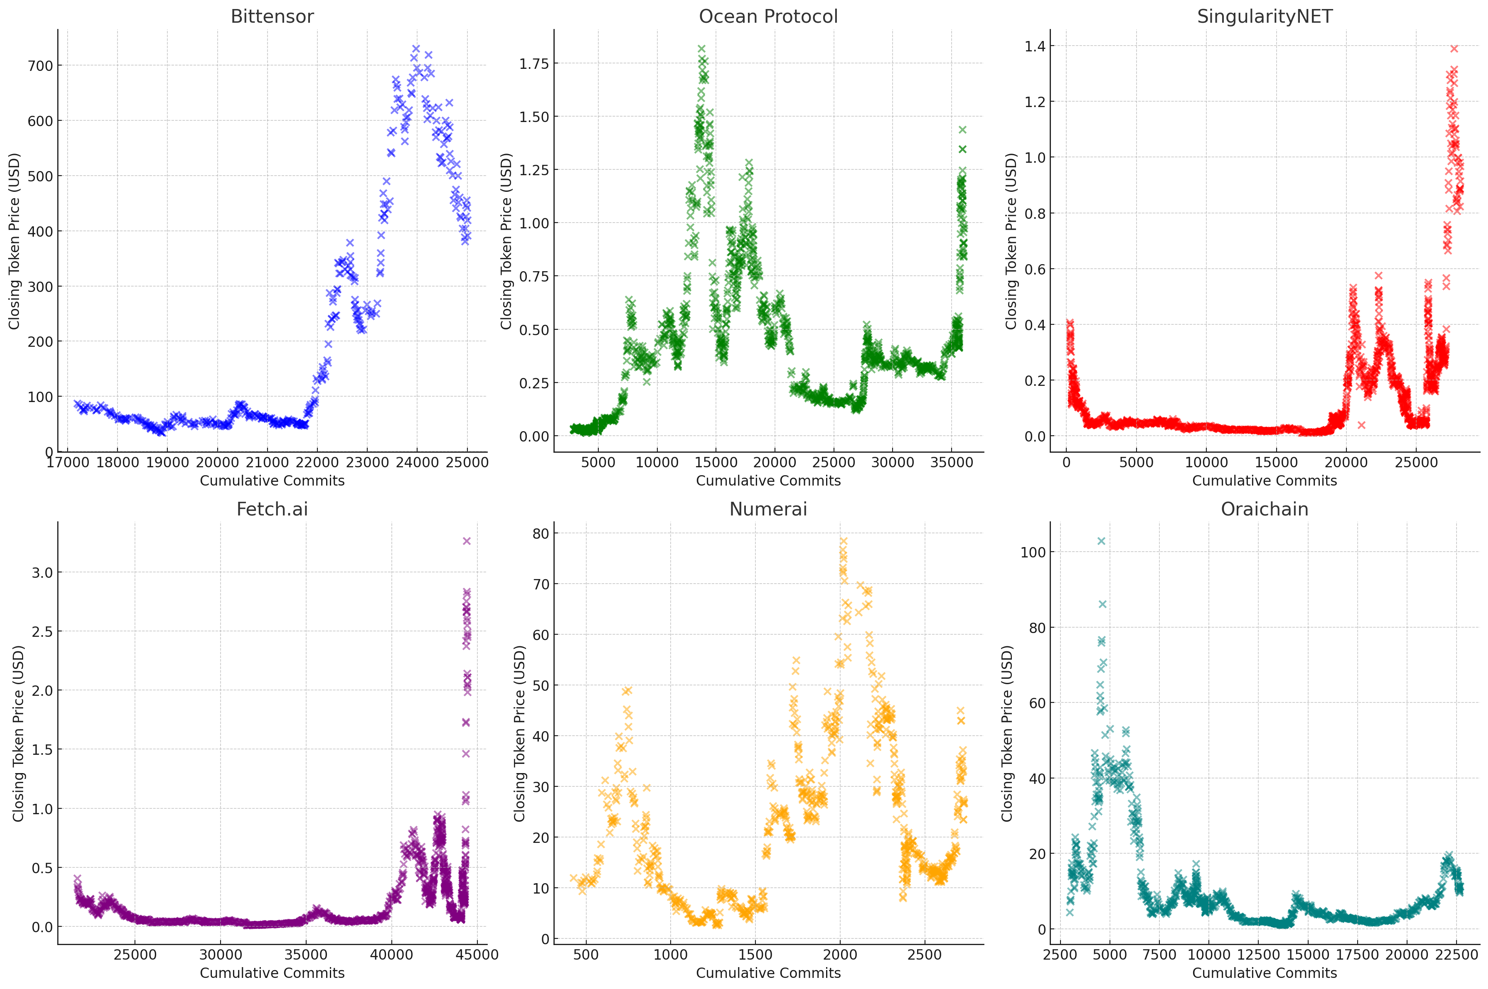 Bittensor
Closing Token Price (USD)
700
600
500
400
300
200
100
0
17000 18000 19000 20000 21000 22000 23000 24000 25000
Cumulative Commits
Ocean Protocol
Closing Token Price (USD)
1.75
1.50
1.25
1.00
0.75
0.50
0.25
0.00
5000 10000 15000 20000 25000 30000 35000
Cumulative Commits
SingularityNET
Closing Token Price (USD)
1.4
1.2
1.0
0.8
0.6
0.4
0.2
0.0
0 5000 10000 15000 20000 25000
Cumulative Commits
Fetch.ai
Closing Token Price (USD)
3.0
2.5
2.0
1.5
1.0
0.5
0.0
25000 30000 35000 40000 45000
Cumulative Commits
Numerai
Closing Token Price (USD)
80
70
60
50
40
30
20
10
0
500 1000 1500 2000 2500
Cumulative Commits
Oraichain
Closing Token Price (USD)
100
80
60
40
20
0
2500 5000 7500 10000 12500 15000 17500 20000 22500
Cumulative Commits